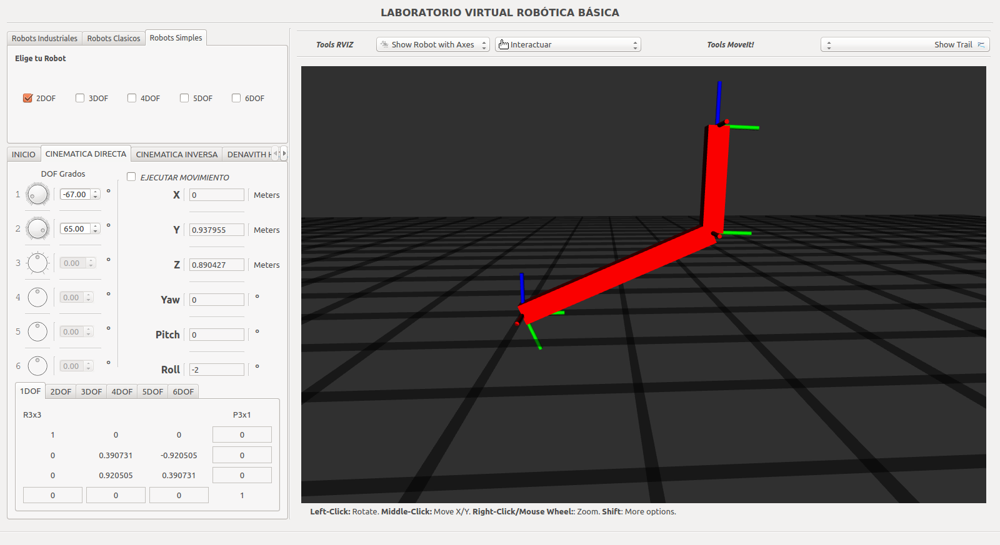 LABORATORIO VIRTUAL ROBÓTICA BÁSICA
Robots Industriales Robots Clasicos Robots Simples
Elige tu Robot
2DOF 3DOF 4DOF 5DOF 6DOF
Tools RVIZ Show Robot with Axes Interactuar Tools MoveIt! Show Trail
INICIO CINEMATICA DIRECTA CINEMATICA INVERSA DENAVITH
DOF Grados
EJECUTAR MOVIMIENTO
1 -67.00 °
2 65.00 °
3 0.00 °
4 0.00 °
5 0.00 °
6 0.00 °
X 0 Meters
Y 0.937955 Meters
Z 0.890427 Meters
Yaw 0 °
Pitch 0 °
Roll -2 °
1DOF 2DOF 3DOF 4DOF 5DOF 6DOF
R3x3 P3x1
1 0 0 0
0 0.390731 -0.920505 0
0 0.920505 0.390731 0
0 0 0 1
Left-Click: Rotate. Middle-Click: Move X/Y. Right-Click/Mouse Wheel:: Zoom. Shift: More options.